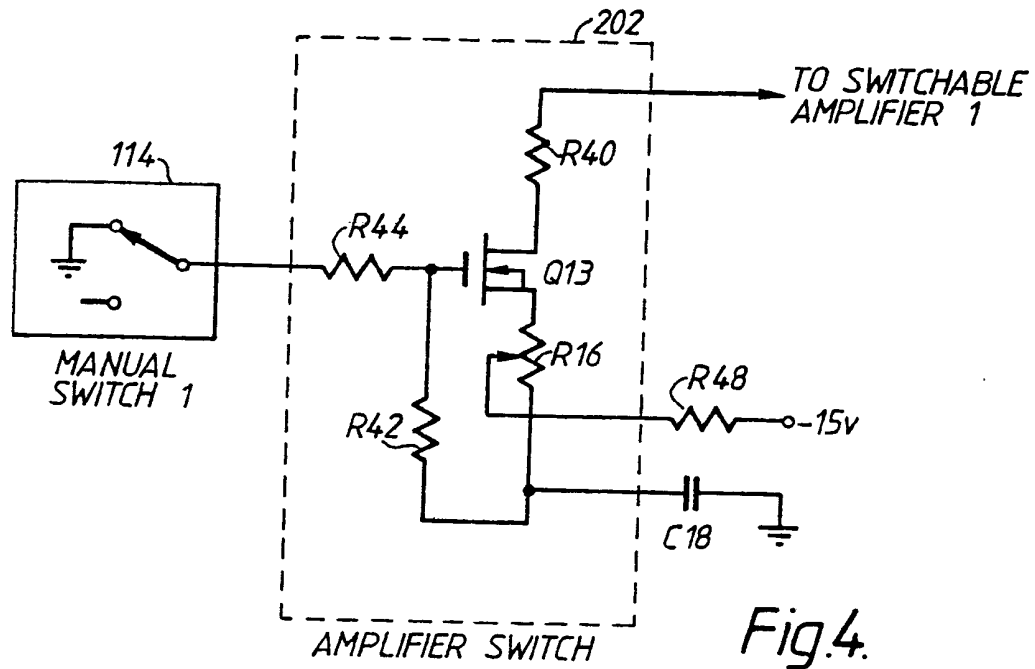 202
TO SWITCHABLE
AMPLIFIER 1
R40
114
R44
Q13
MANUAL
SWITCH 1
R16
R48
-15v
R42
C18
AMPLIFIER SWITCH
Fig.4.